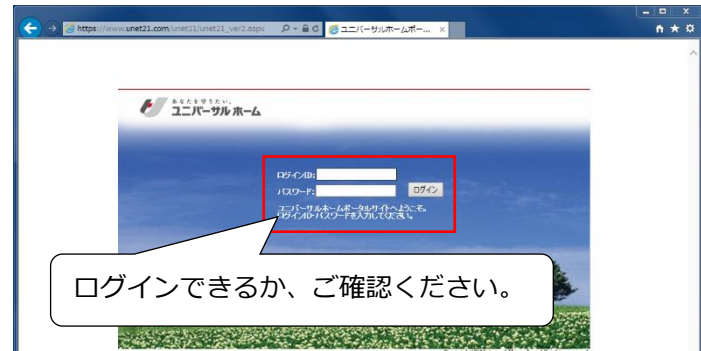 https://www.unet21.com/unet21/unet21_ver2.aspx
ユニバーサルホームポー...
あなたを守りたい。
ユニバーサル ホーム
ログインID:
パスワード:
ログイン
ユニバーサルホームポータルサイトへようこそ。
ログインID・パスワードを入力してください。
ログインできるか、ご確認ください。